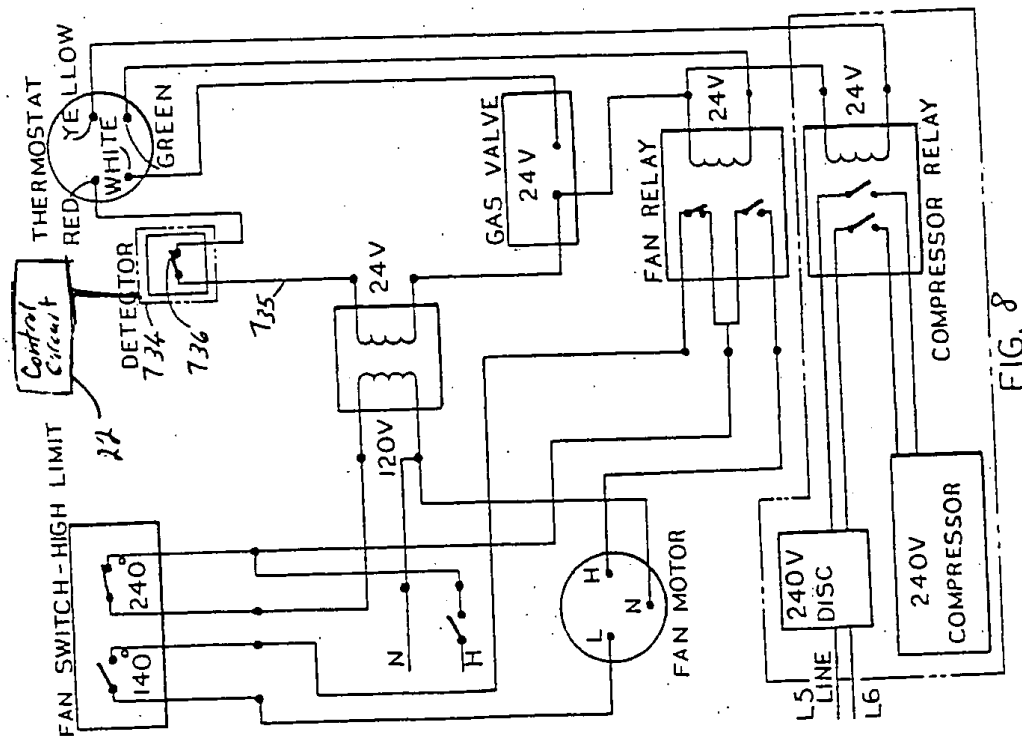 Control
Circuit
22
THERMOSTAT
RED
YELLOW
WHITE
GREEN
DETECTOR
734
736
735
FAN SWITCH-HIGH LIMIT
140
240
120V
24V
GAS VALVE
24V
FAN RELAY
24V
24V
COMPRESSOR RELAY
N
H
L
H
N
FAN MOTOR
L5
LINE
L6
240V
DISC
240V
COMPRESSOR
FIG. 8